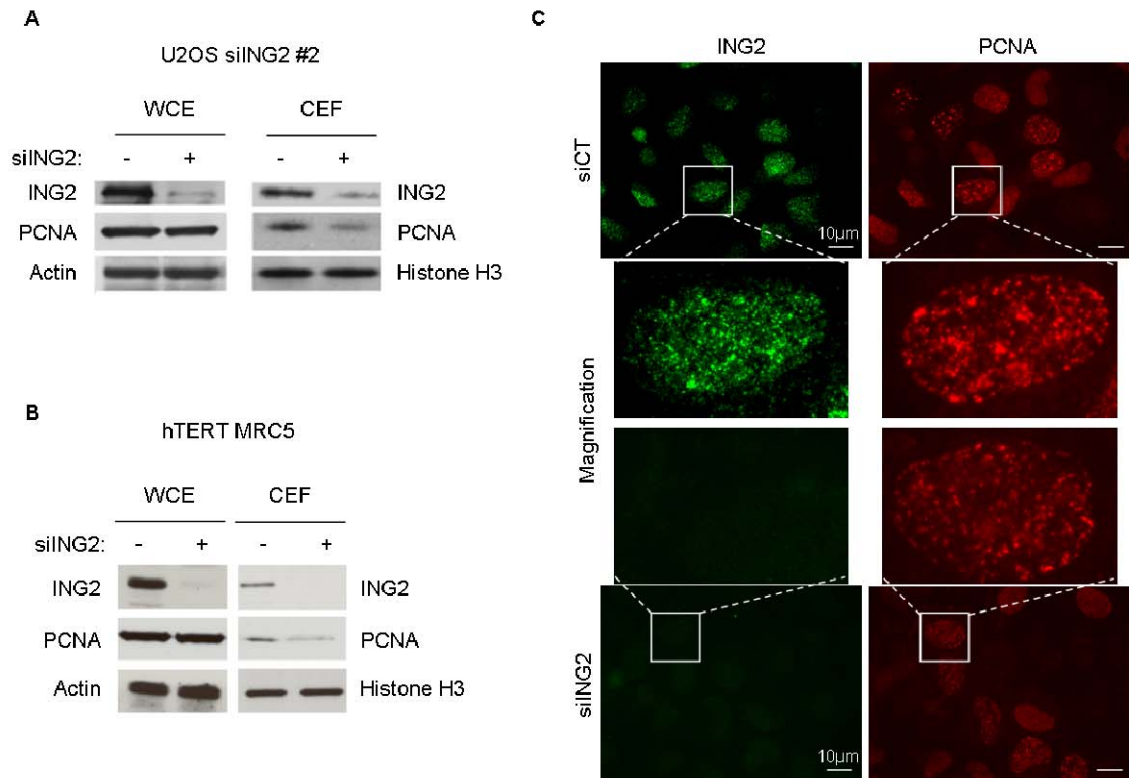 A
U2OS siING2 #2
WCE CEF
siING2: - + - +
ING2 ING2
PCNA PCNA
Actin Histone H3
B
hTERT MRC5
WCE CEF
siING2: - + - +
ING2 ING2
PCNA PCNA
Actin Histone H3
C
ING2 PCNA
siCT
10µm
Magnification
siING2
10µm